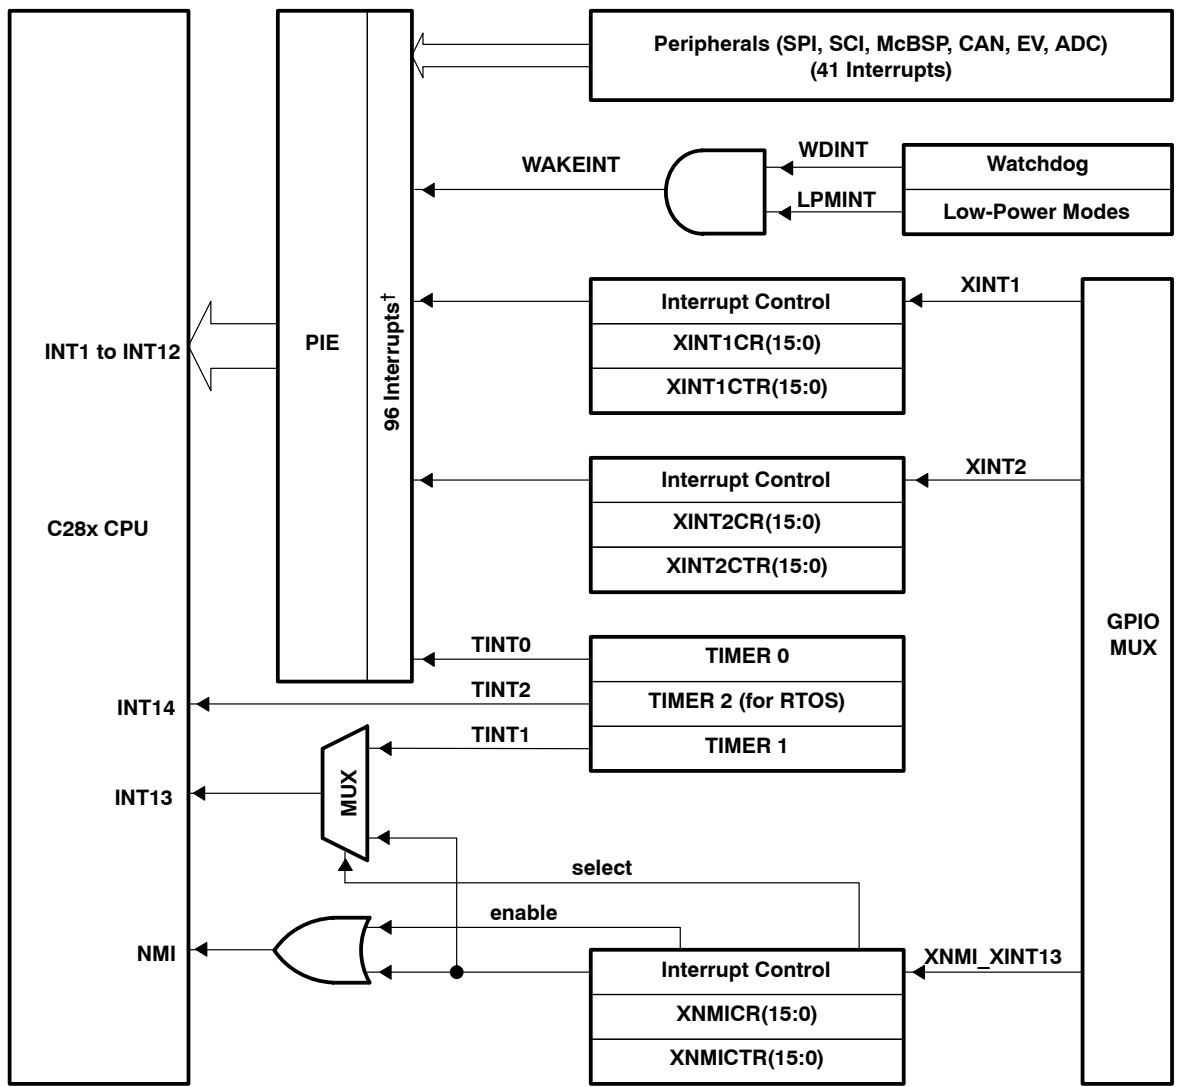 Peripherals (SPI, SCI, McBSP, CAN, EV, ADC)
(41 Interrupts)
WDINT
Watchdog
WAKEINT
LPMINT
Low-Power Modes
XINT1
Interrupt Control
XINT1CR(15:0)
XINT1CTR(15:0)
PIE
96 Interrupts†
INT1 to INT12
XINT2
Interrupt Control
XINT2CR(15:0)
XINT2CTR(15:0)
C28x CPU
GPIO
MUX
TINT0
TIMER 0
TINT2
TIMER 2 (for RTOS)
INT14
TINT1
TIMER 1
MUX
INT13
select
enable
NMI
XNMI_XINT13
Interrupt Control
XNMICR(15:0)
XNMICTR(15:0)